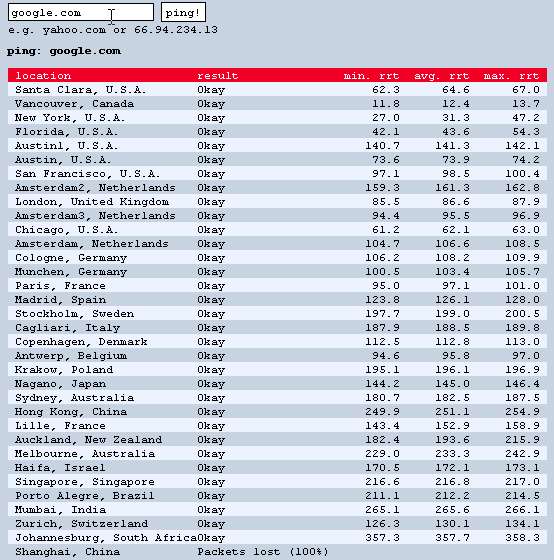 google.com ping!
e.g. yahoo.com or 66.94.234.13
ping: google.com
location result min. rrt avg. rrt max. rrt
Santa Clara, U.S.A. Okay 62.3 64.6 67.0
Vancouver, Canada Okay 11.8 12.4 13.7
New York, U.S.A. Okay 27.0 31.3 47.2
Florida, U.S.A. Okay 42.1 43.6 54.3
Austin1, U.S.A. Okay 140.7 141.3 142.1
Austin, U.S.A. Okay 73.6 73.9 74.2
San Francisco, U.S.A. Okay 97.1 98.5 100.4
Amsterdam2, Netherlands Okay 159.3 161.3 162.8
London, United Kingdom Okay 85.5 86.6 87.9
Amsterdam3, Netherlands Okay 94.4 95.5 96.9
Chicago, U.S.A. Okay 61.2 62.1 63.0
Amsterdam, Netherlands Okay 104.7 106.6 108.5
Cologne, Germany Okay 106.2 108.2 109.9
Munchen, Germany Okay 100.5 103.4 105.7
Paris, France Okay 95.0 97.1 101.0
Madrid, Spain Okay 123.8 126.1 128.0
Stockholm, Sweden Okay 197.7 199.0 200.5
Cagliari, Italy Okay 187.9 188.5 189.8
Copenhagen, Denmark Okay 112.5 112.8 113.0
Antwerp, Belgium Okay 94.6 95.8 97.0
Krakow, Poland Okay 195.1 196.1 196.9
Nagano, Japan Okay 144.2 145.0 146.4
Sydney, Australia Okay 180.7 182.5 187.5
Hong Kong, China Okay 249.9 251.1 254.9
Lille, France Okay 143.4 152.9 158.9
Auckland, New Zealand Okay 182.4 193.6 215.9
Melbourne, Australia Okay 229.0 233.3 242.9
Haifa, Israel Okay 170.5 172.1 173.1
Singapore, Singapore Okay 216.6 216.8 217.0
Porto Alegre, Brazil Okay 211.1 212.2 214.5
Mumbai, India Okay 265.1 265.6 266.1
Zurich, Switzerland Okay 126.3 130.1 134.1
Johannesburg, South Africa Okay 357.3 357.7 358.3
Shanghai, China Packets lost (100%)